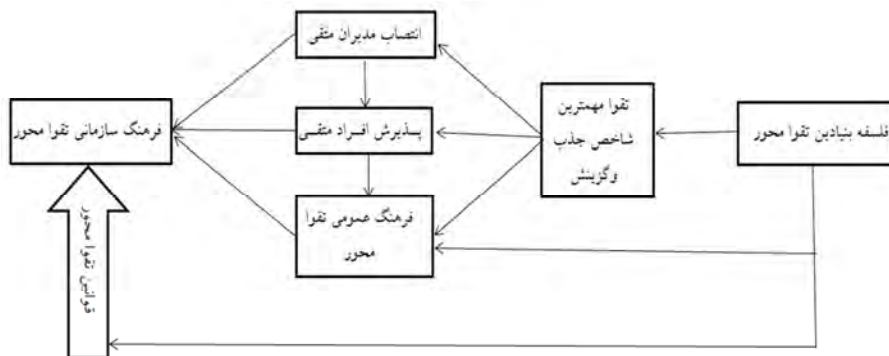 فلسفه بنیادین تقوا محور
تقوا مهمترین
شاخص جذب
وگزینش
انتصاب مدیران متقی
پذیرش افراد متقی
فرهنگ عمومی تقوا
محور
فرهنگ سازمانی تقوا محور
قوانین تقوا محور